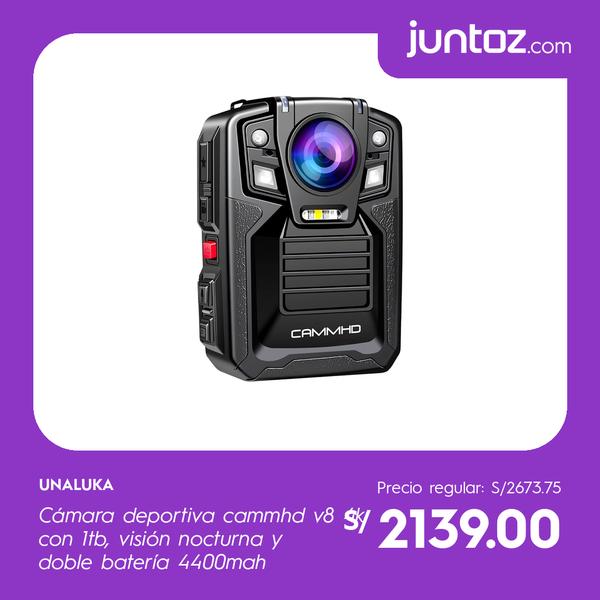 juntoz.com
CAMMHD
UNALUKA
Precio regular: S/2673.75
Cámara deportiva cammhd v8
S/ 2139.00
con 1tb, visión nocturna y
doble batería 4400mah